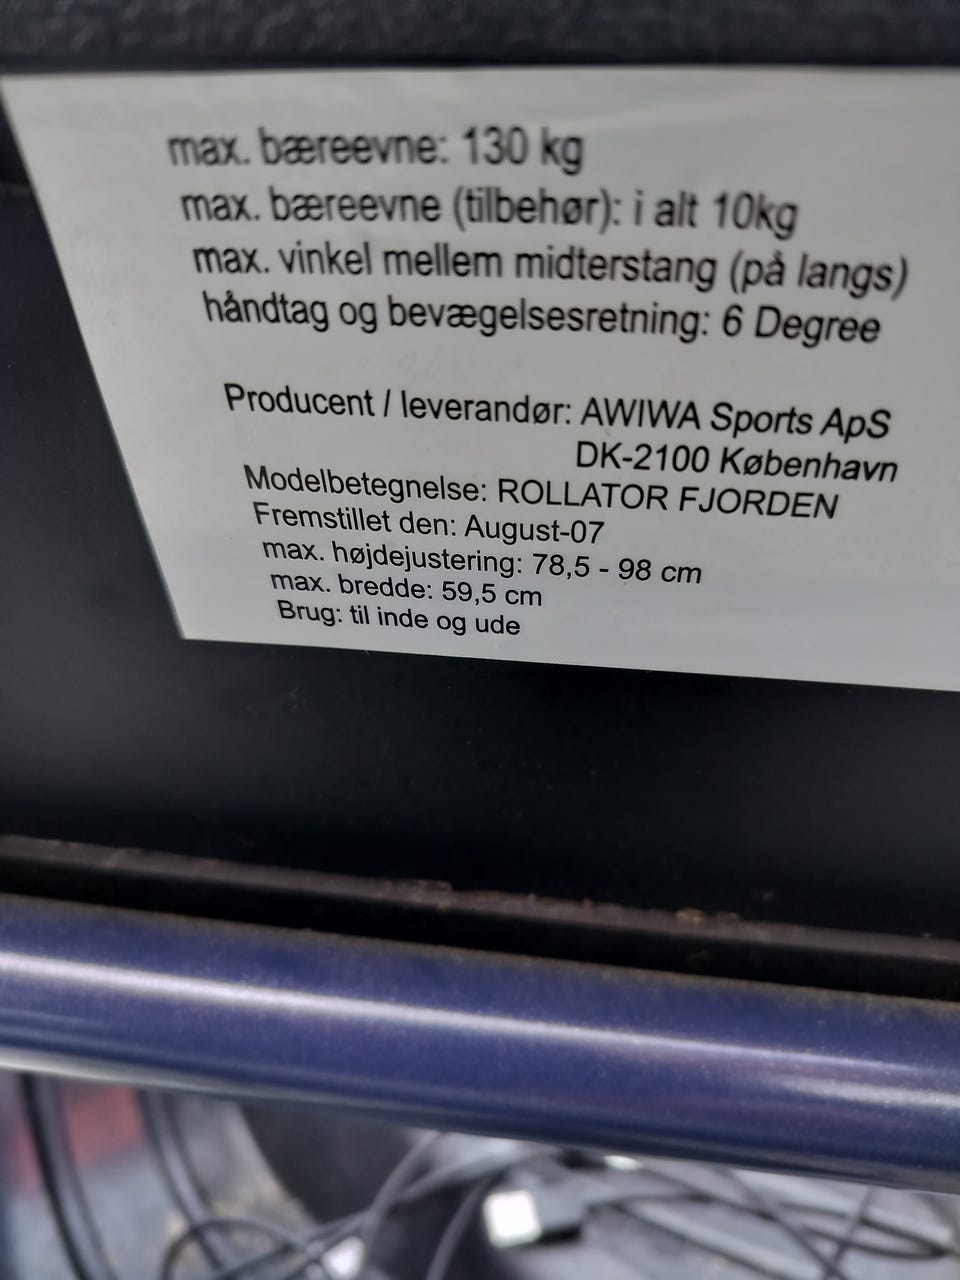 max. bæreevne: 130 kg
max. bæreevne (tilbehør): i alt 10kg
max. vinkel mellem midterstang (på langs)
håndtag og bevægelsesretning: 6 Degree
Producent / leverandør: AWIWA Sports ApS
DK-2100 København
Modelbetegnelse: ROLLATOR FJORDEN
Fremstillet den: August-07
max. højdejustering: 78,5 - 98 cm
max. bredde: 59,5 cm
Brug: til inde og ude